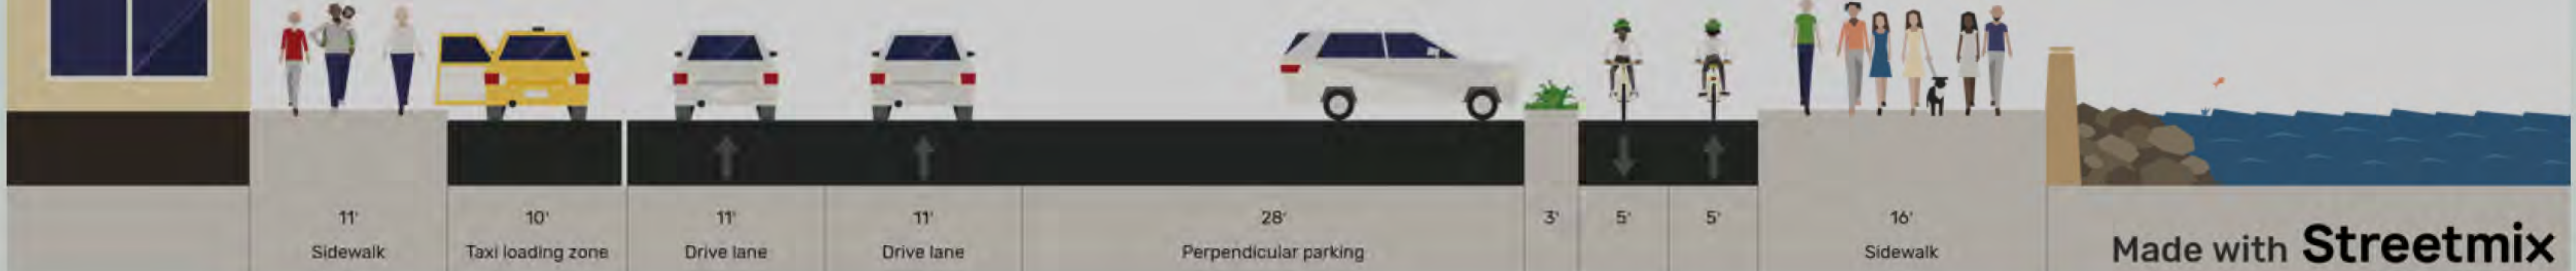 11' 10' 11' 11' 28' 3' 5' 5' 16'
Sidewalk Taxi loading zone Drive lane Drive lane Perpendicular parking Sidewalk
Made with Streetmix